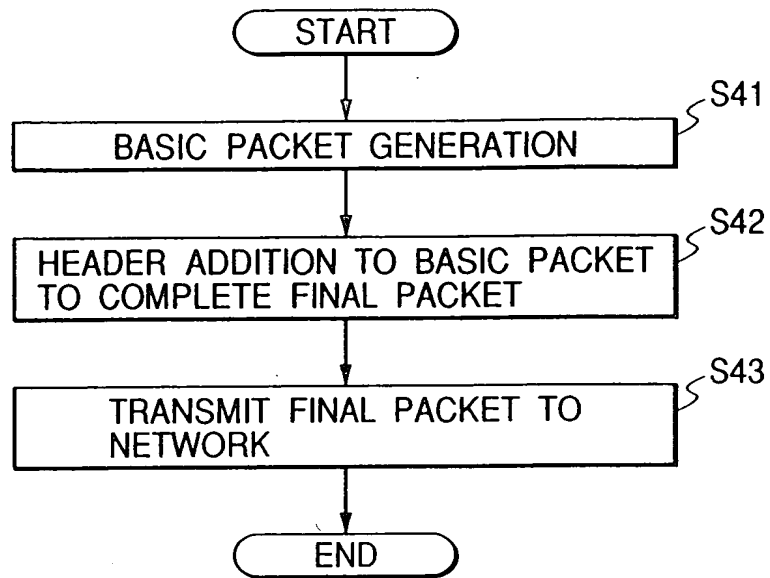 START
S41
BASIC PACKET GENERATION
S42
HEADER ADDITION TO BASIC PACKET
TO COMPLETE FINAL PACKET
S43
TRANSMIT FINAL PACKET TO
NETWORK
END